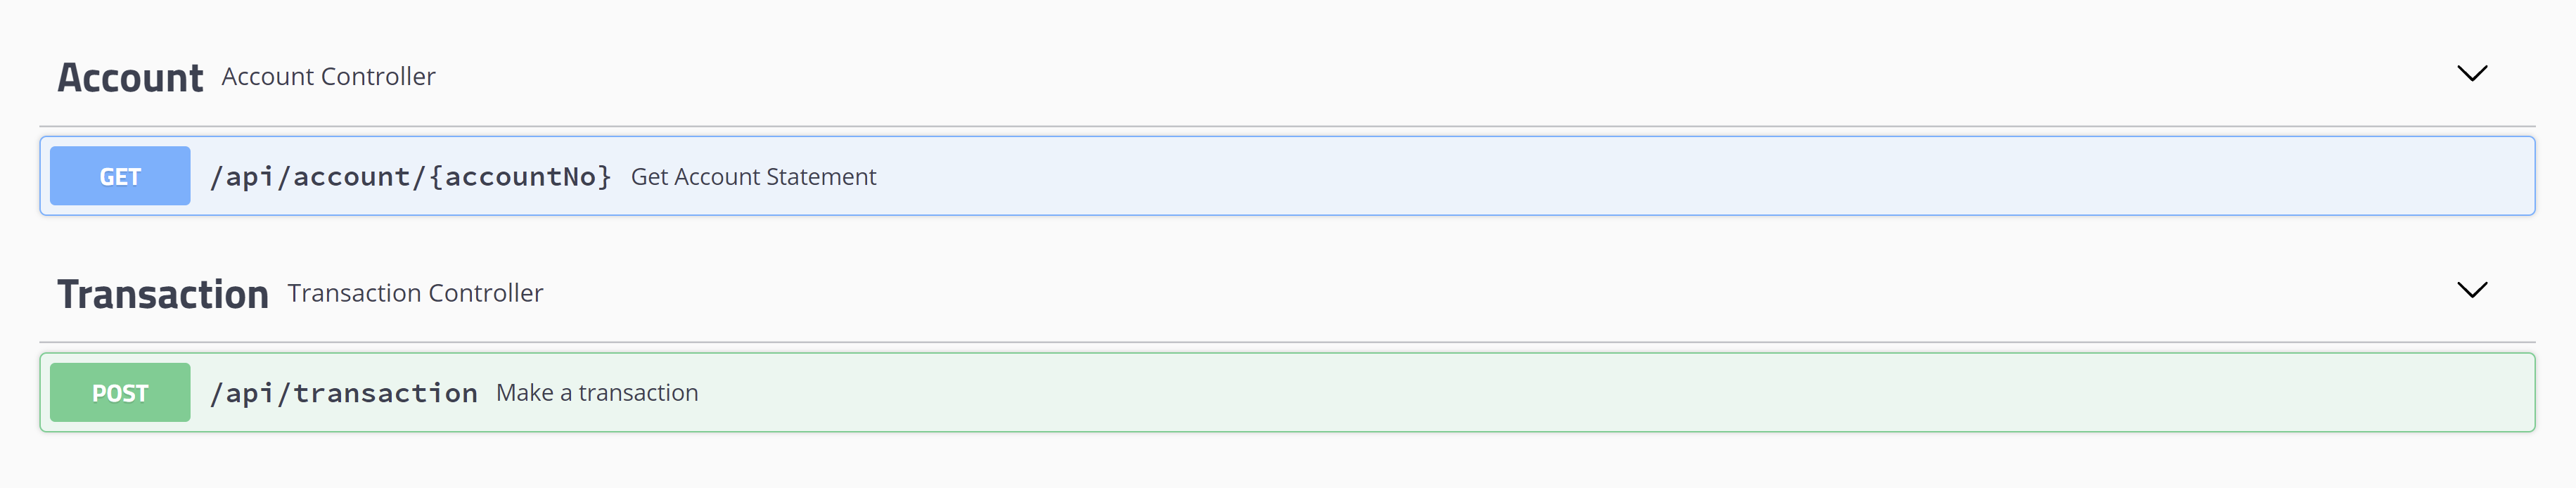 Account Account Controller
GET /api/account/{accountNo} Get Account Statement
Transaction Transaction Controller
POST /api/transaction Make a transaction